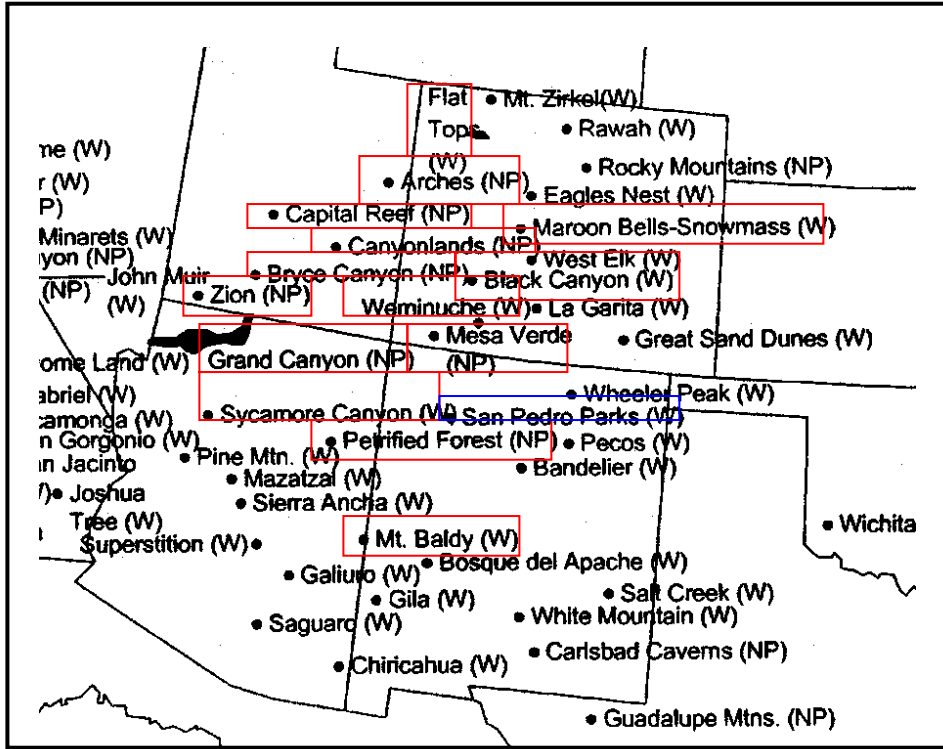 Flat
Tops
(W)
Mt. Zirkel(W)
Rawah (W)
me (W)
Rocky Mountains (NP)
r (W)
Arches (NP)
Eagles Nest (W)
P)
Capital Reef (NP)
Maroon Bells-Snowmass (W)
Minarets (W)
Canyonlands (NP)
yon (NP)
West Elk (W)
John Muir
(W)
Bryce Canyon (NP)
Black Canyon (W)
(NP)
Zion (NP)
Weminuche (W)
La Garita (W)
Mesa Verde
(NP)
Great Sand Dunes (W)
ome Land (W)
Grand Canyon (NP)
abriel (W)
Wheeler Peak (W)
camonga (W)
Sycamore Canyon (W)
San Pedro Parks (W)
n Gorgonio (W)
Petrified Forest (NP)
Pecos (W)
an Jacinto
Pine Mtn. (W)
Bandelier (W)
Mazatzal (W)
Joshua
Tree (W)
Sierra Ancha (W)
Wichita
Superstition (W)
Mt. Baldy (W)
Bosque del Apache (W)
Galiuro (W)
Salt Creek (W)
Gila (W)
White Mountain (W)
Saguaro (W)
Carlsbad Caverns (NP)
Chiricahua (W)
Guadalupe Mtns. (NP)